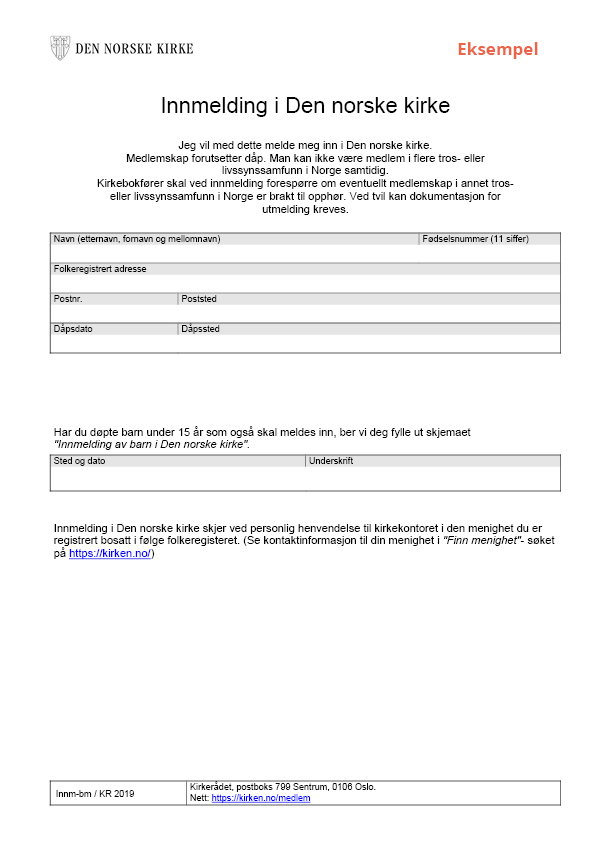 DEN NORSKE KIRKE
Eksempel
Innmelding i Den norske kirke
Jeg vil med dette melde meg inn i Den norske kirke.
Medlemskap forutsetter dåp. Man kan ikke være medlem i flere tros- eller
livssynssamfunn i Norge samtidig.
Kirkebokfører skal ved innmelding forespørre om eventuelt medlemskap i annet tros-
eller livssynssamfunn i Norge er brakt til opphør. Ved tvil kan dokumentasjon for
utmelding kreves.
Navn (etternavn, fornavn og mellomnavn) Fødselsnummer (11 siffer)
Folkeregistrert adresse
Postnr. Poststed
Dåpsdato Dåpssted
Har du døpte barn under 15 år som også skal meldes inn, ber vi deg fylle ut skjemaet
"Innmelding av barn i Den norske kirke".
Sted og dato Underskrift
Innmelding i Den norske kirke skjer ved personlig henvendelse til kirkekontoret i den menighet du er
registrert bosatt i følge folkeregisteret. (Se kontaktinformasjon til din menighet i "Finn menighet"- søket
på https://kirken.no/)
Innm-bm / KR 2019
Kirkerådet, postboks 799 Sentrum, 0106 Oslo.
Nett: https://kirken.no/medlem